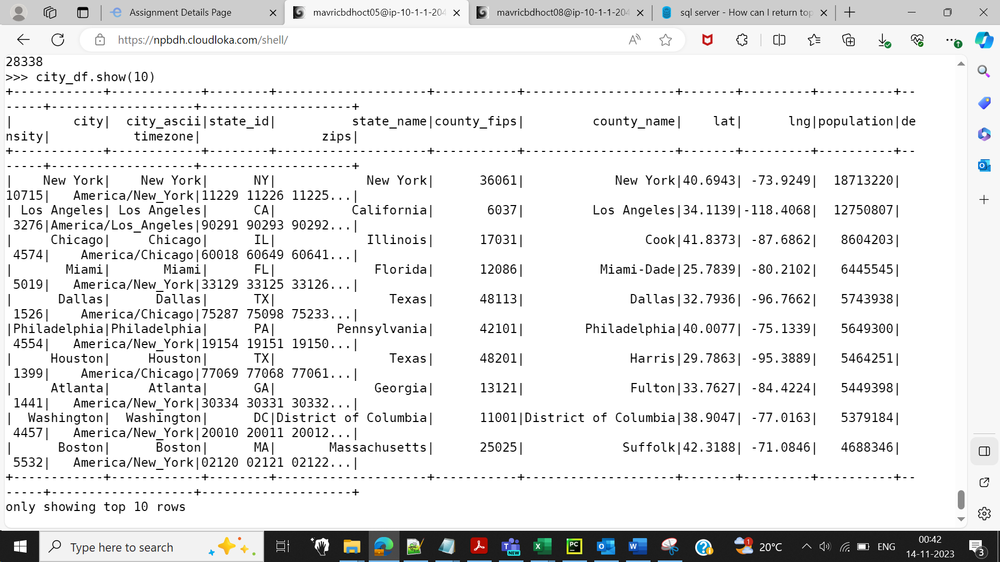 Assignment Details Page
mavricbdhoct05@ip-10-1-1-204
mavricbdhoct08@ip-10-1-1-204
sql server - How can I return top
https://npbdh.cloudloka.com/shell/
28338
>>> city_df.show(10)
+------------+------------+--------+--------------------+-----------+--------------------+-------+---------+----------+--
-----+-------------------+--------------------+
|        city|  city_ascii|state_id|          state_name|county_fips|         county_name|    lat|      lng|population|de
nsity|           timezone|                zips|
+------------+------------+--------+--------------------+-----------+--------------------+-------+---------+----------+--
-----+-------------------+--------------------+
|    New York|    New York|      NY|            New York|      36061|            New York|40.6943| -73.9249|  18713220|
10715|   America/New_York|11229 11226 11225...|
| Los Angeles| Los Angeles|      CA|          California|       6037|         Los Angeles|34.1139|-118.4068|  12750807|
 3276|America/Los_Angeles|90291 90293 90292...|
|     Chicago|     Chicago|      IL|            Illinois|      17031|                Cook|41.8373| -87.6862|   8604203|
 4574|    America/Chicago|60018 60649 60641...|
|       Miami|       Miami|      FL|             Florida|      12086|          Miami-Dade|25.7839| -80.2102|   6445545|
 5019|   America/New_York|33129 33125 33126...|
|      Dallas|      Dallas|      TX|               Texas|      48113|              Dallas|32.7936| -96.7662|   5743938|
 1526|    America/Chicago|75287 75098 75233...|
|Philadelphia|Philadelphia|      PA|        Pennsylvania|      42101|        Philadelphia|40.0077| -75.1339|   5649300|
 4554|   America/New_York|19154 19151 19150...|
|     Houston|     Houston|      TX|               Texas|      48201|              Harris|29.7863| -95.3889|   5464251|
 1399|    America/Chicago|77069 77068 77061...|
|     Atlanta|     Atlanta|      GA|             Georgia|      13121|              Fulton|33.7627| -84.4224|   5449398|
 1441|   America/New_York|30334 30331 30332...|
|  Washington|  Washington|      DC|District of Columbia|      11001|District of Columbia|38.9047| -77.0163|   5379184|
 4457|   America/New_York|20010 20011 20012...|
|      Boston|      Boston|      MA|       Massachusetts|      25025|             Suffolk|42.3188| -71.0846|   4688346|
 5532|   America/New_York|02120 02121 02122...|
+------------+------------+--------+--------------------+-----------+--------------------+-------+---------+----------+--
-----+-------------------+--------------------+
only showing top 10 rows
Type here to search
NEW
PC
1
20°C
ENG
00:42
14-11-2023
3